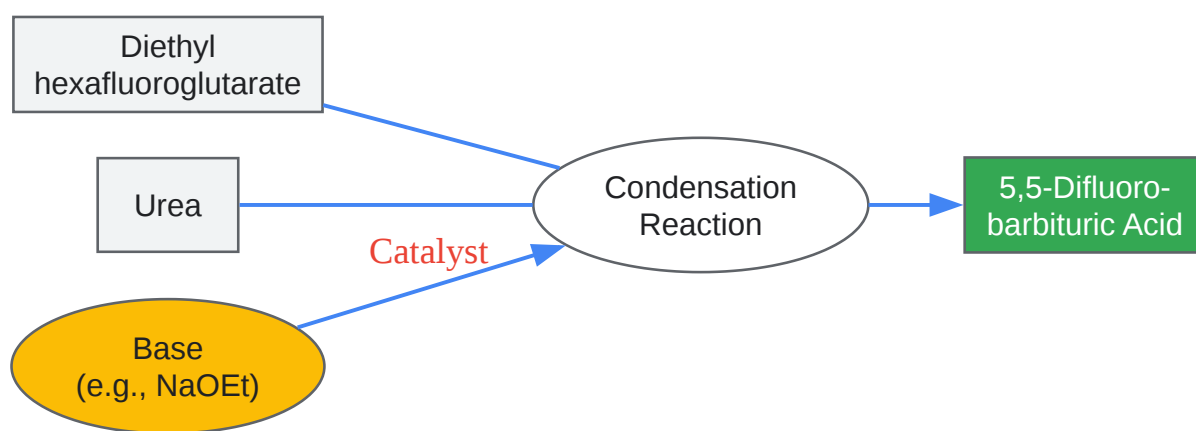 Diethyl
hexafluoroglutarate
Urea
Catalyst
Base
(e.g., NaOEt)
Condensation
Reaction
5,5-Difluoro-
barbituric Acid